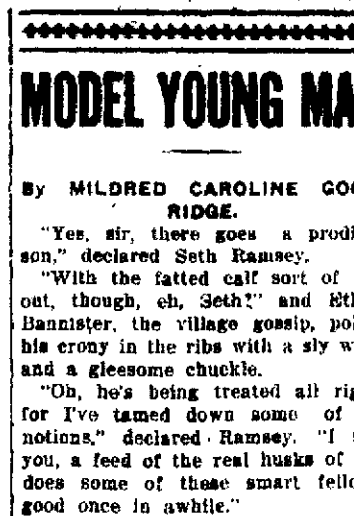 MODEL YOUNG MA
By MILDRED CAROLINE GOO
RIDGE.
"Yes, sir, there goes a prodi
son," declared Seth Ramsey.
"With the fatted calf sort of
out, though, eh, Seth?" and Eth
Bannister, the village gossip, po
his crony in the ribs with a sly w
and a gleesome chuckle.
"Oh, he's being treated all rig
for I've tamed down some of
notions," declared Ramsey. "I
you, a feed of the real husks of
does some of these smart fello
good once in awhile."